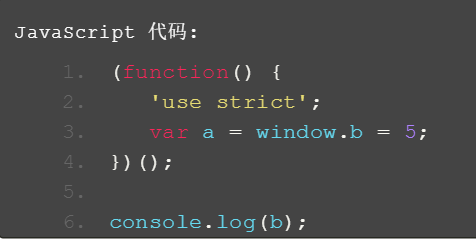 JavaScript 代码:
1. (function() {
2.    'use strict';
3.    var a = window.b = 5;
4. })();
5.
6. console.log(b);